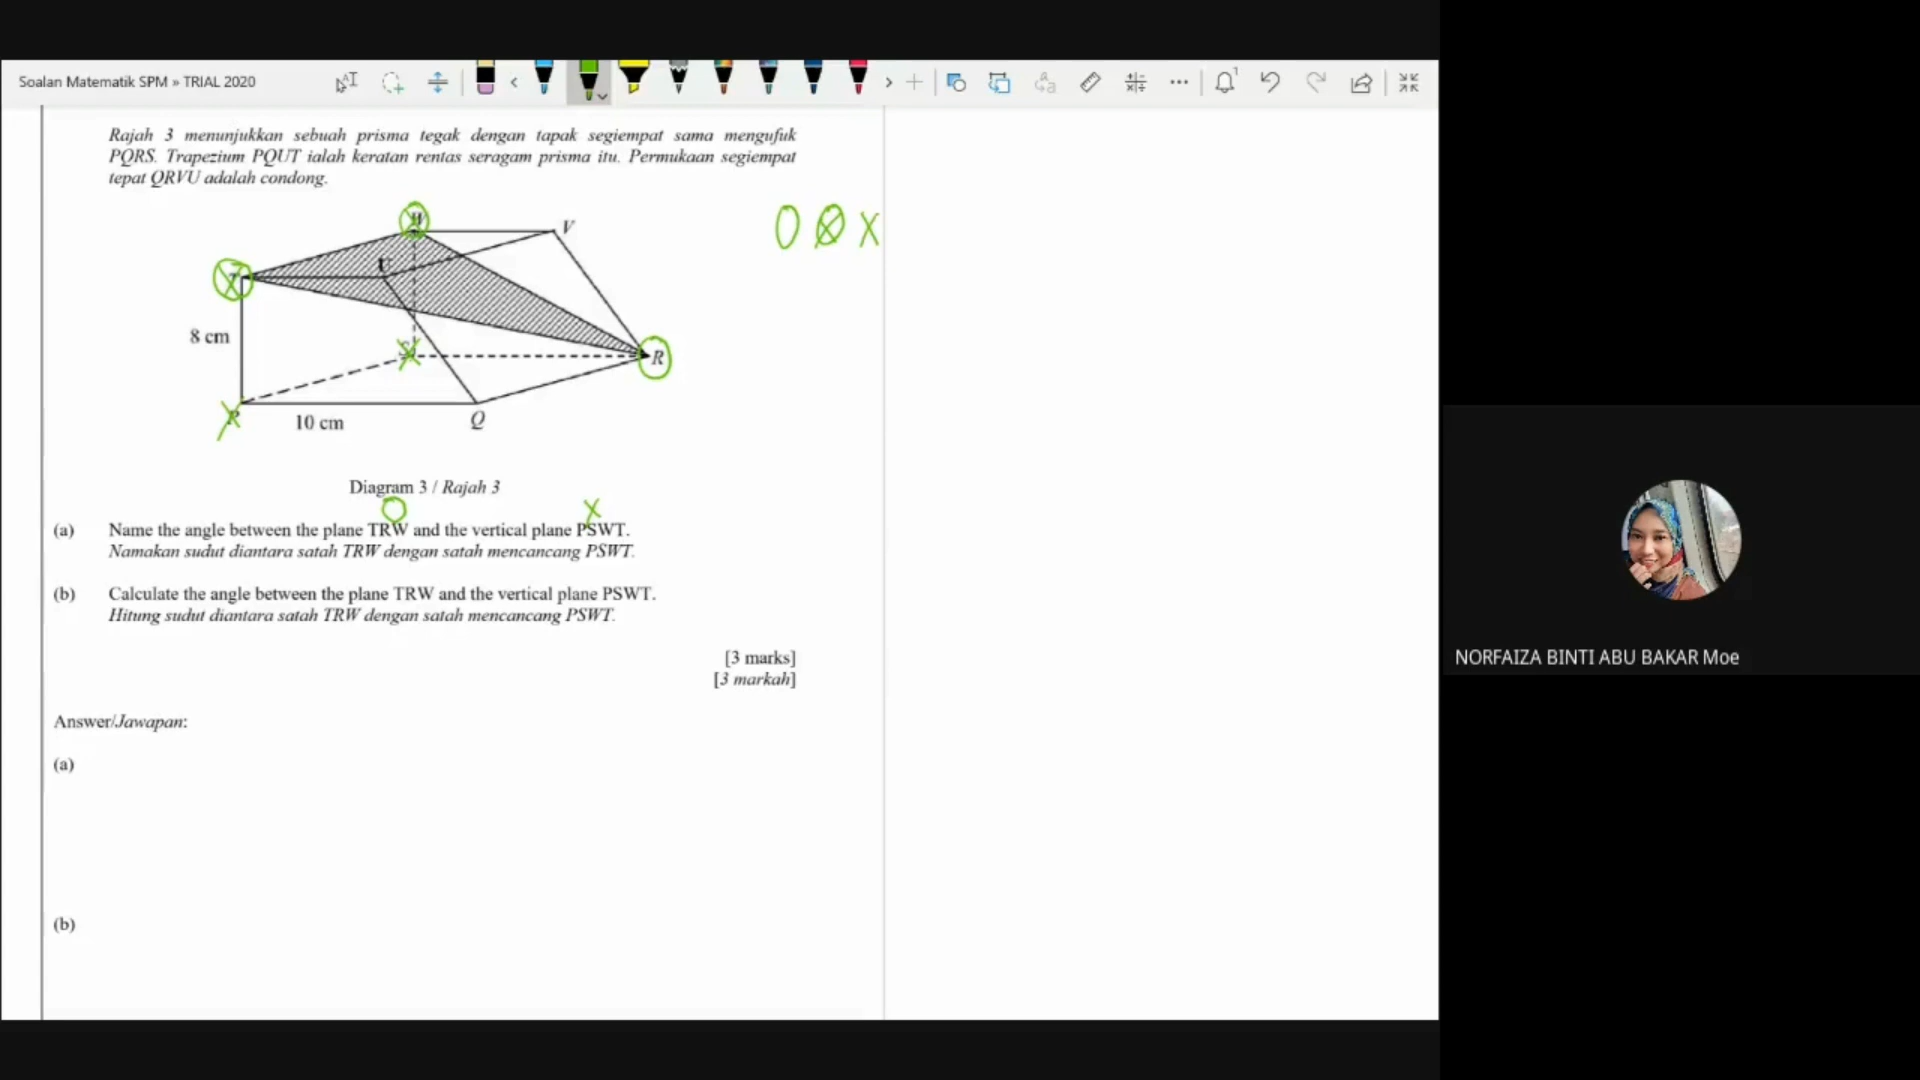 Soalan Matematik SPM » TRIAL 2020
Rajah 3 menunjukkan sebuah prisma tegak dengan tapak segiempat sama mengufuk
PQRS. Trapezium PQUT ialah keratan rentas seragam prisma itu. Permukaan segiempat
tepat QRVU adalah condong.
O Ø X
W
V
T
U
8 cm
S
R
P
10 cm
Q
Diagram 3 / Rajah 3
O X
(a) Name the angle between the plane TRW and the vertical plane PSWT.
Namakan sudut diantara satah TRW dengan satah mencancang PSWT.
(b) Calculate the angle between the plane TRW and the vertical plane PSWT.
Hitung sudut diantara satah TRW dengan satah mencancang PSWT.
[3 marks]
[3 markah]
Answer/Jawapan:
(a)
(b)
NORFAIZA BINTI ABU BAKAR Moe